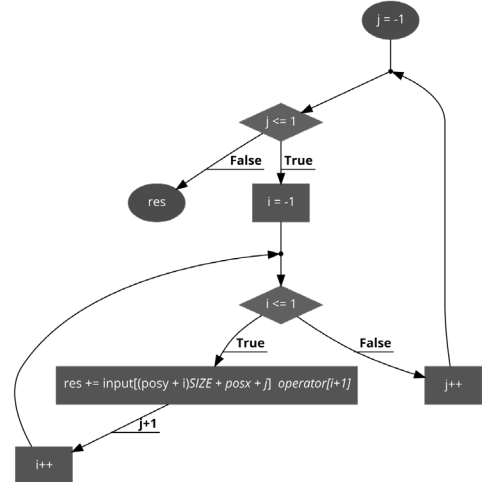 j = -1
j <= 1
False
True
res
i = -1
i <= 1
True
False
res += input[(posy + i)SIZE + posx + j] operator[i+1]
j++
j+1
i++